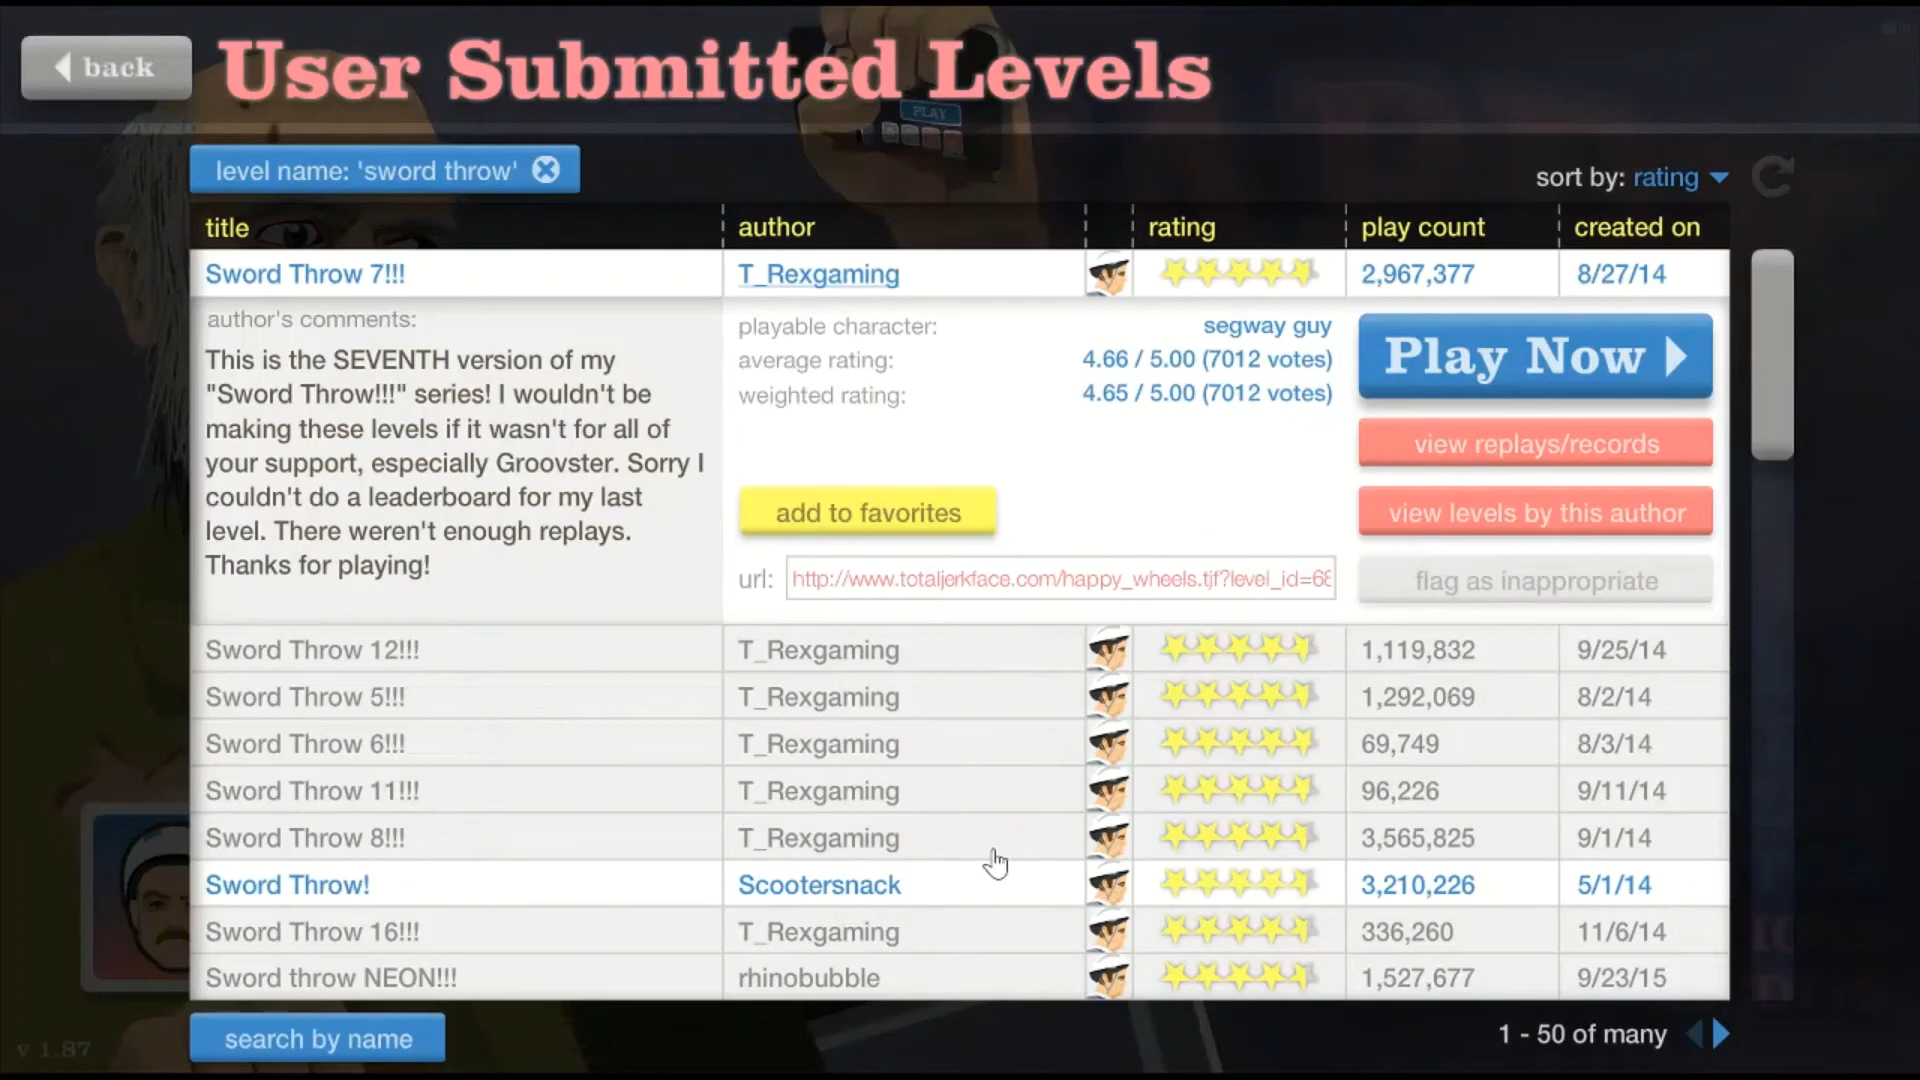 back
User Submitted Levels
PLAY
level name: 'sword throw'
sort by: rating
title author rating play count created on
Sword Throw 7!!! T_Rexgaming 2,967,377 8/27/14
author's comments:
This is the SEVENTH version of my
"Sword Throw!!!" series! I wouldn't be
making these levels if it wasn't for all of
your support, especially Groovster. Sorry I
couldn't do a leaderboard for my last
level. There weren't enough replays.
Thanks for playing!
playable character: segway guy
average rating: 4.66 / 5.00 (7012 votes)
weighted rating: 4.65 / 5.00 (7012 votes)
add to favorites
url: http://www.totaljerkface.com/happy_wheels.tjf?level_id=68
Play Now
view replays/records
view levels by this author
flag as inappropriate
Sword Throw 12!!! T_Rexgaming 1,119,832 9/25/14
Sword Throw 5!!! T_Rexgaming 1,292,069 8/2/14
Sword Throw 6!!! T_Rexgaming 69,749 8/3/14
Sword Throw 11!!! T_Rexgaming 96,226 9/11/14
Sword Throw 8!!! T_Rexgaming 3,565,825 9/1/14
Sword Throw! Scootersnack 3,210,226 5/1/14
Sword Throw 16!!! T_Rexgaming 336,260 11/6/14
Sword throw NEON!!! rhinobubble 1,527,677 9/23/15
search by name
1 - 50 of many
v 1.87